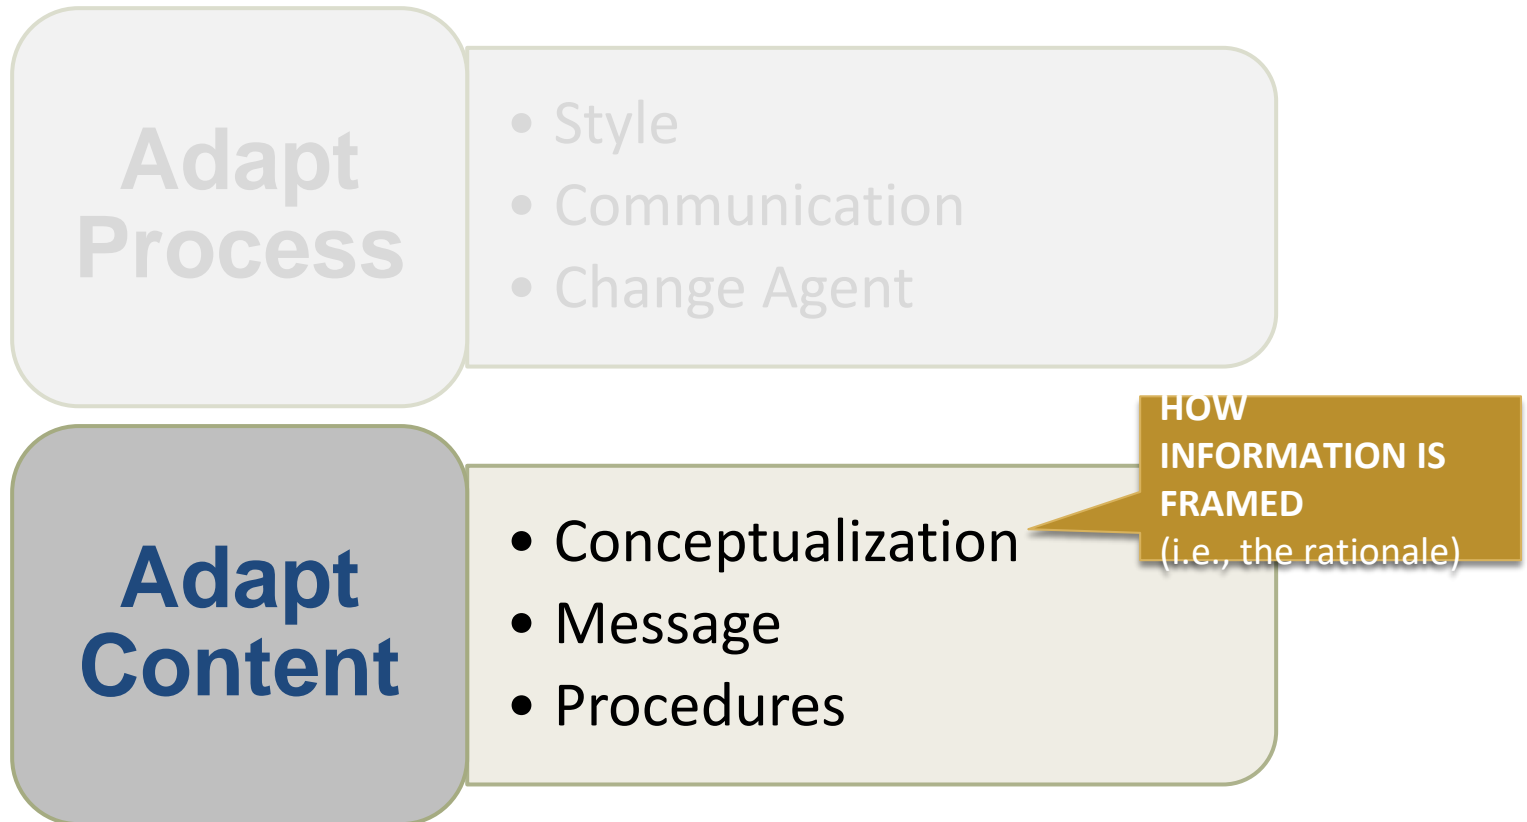 Adapt
Process
• Style
• Communication
• Change Agent
Adapt
Content
• Conceptualization
• Message
• Procedures
HOW
INFORMATION IS
FRAMED
(i.e., the rationale)